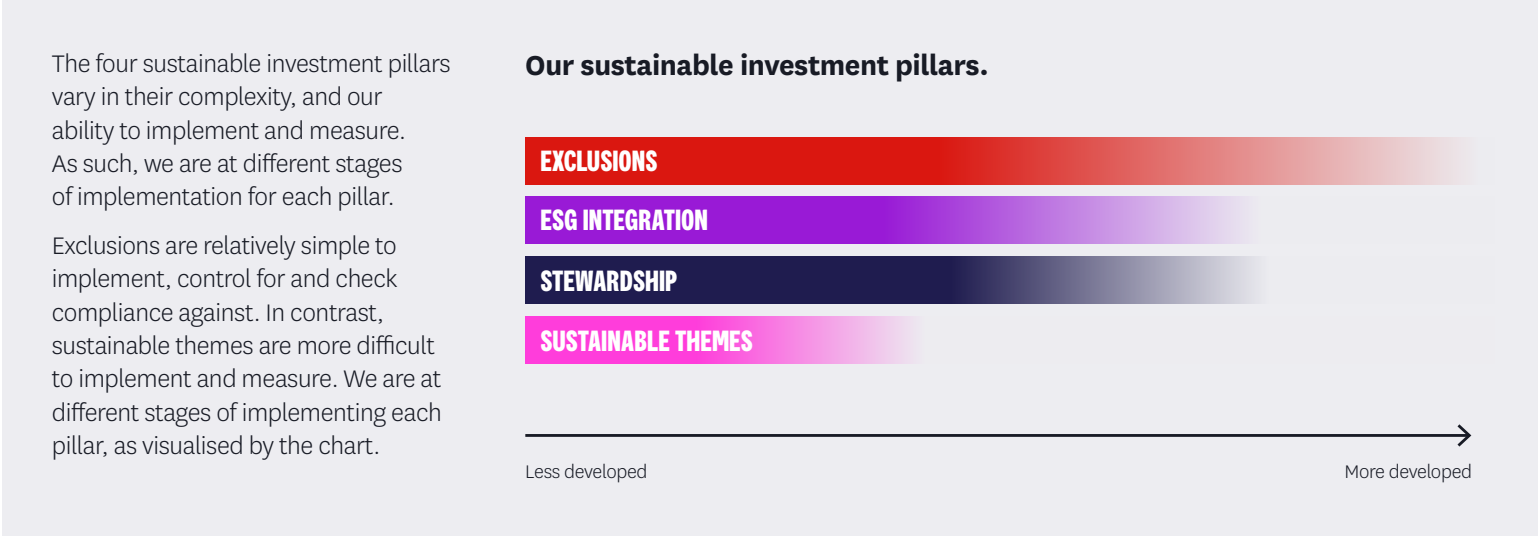 The four sustainable investment pillars
vary in their complexity, and our
ability to implement and measure.
As such, we are at different stages
of implementation for each pillar.
Exclusions are relatively simple to
implement, control for and check
compliance against. In contrast,
sustainable themes are more difficult
to implement and measure. We are at
different stages of implementing each
pillar, as visualised by the chart.
Our sustainable investment pillars.
EXCLUSIONS
ESG INTEGRATION
STEWARDSHIP
SUSTAINABLE THEMES
Less developed
More developed